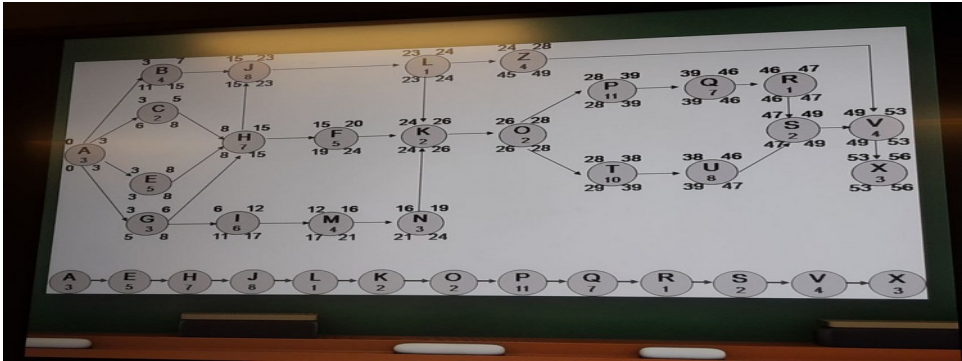 3 7
B
4
11 15
15 23
J
8
15 23
23 24
L
1
23 24
24 28
Z
4
45 49
3 5
C
2
6 8
0 3
A
3
0 3
8 15
H
7
8 15
15 20
F
5
19 24
24 26
K
2
24 26
26 28
O
2
26 28
28 39
P
11
28 39
39 46
Q
7
39 46
46 47
R
1
46 47
47 49
S
2
47 49
49 53
V
4
49 53
3 8
E
5
3 8
28 38
T
10
29 39
38 46
U
8
39 47
53 56
X
3
53 56
3 6
G
3
5 8
6 12
I
6
11 17
12 16
M
4
17 21
16 19
N
3
21 24
A E H J L K O P Q R S V X
3 5 7 8 1 2 2 11 7 1 2 4 3